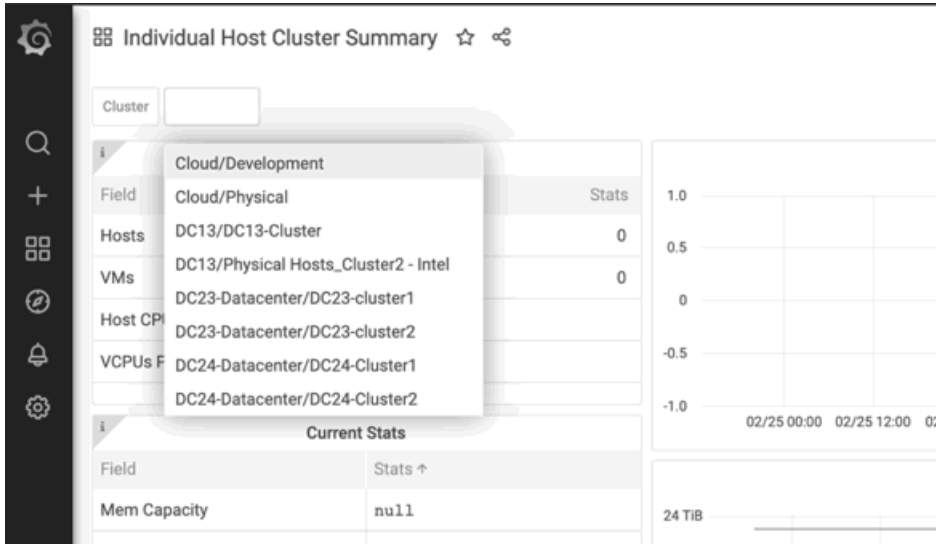 Individual Host Cluster Summary
Cluster
i
Cloud/Development
Cloud/Physical
DC13/DC13-Cluster
DC13/Physical Hosts_Cluster2 - Intel
DC23-Datacenter/DC23-cluster1
DC23-Datacenter/DC23-cluster2
DC24-Datacenter/DC24-Cluster1
DC24-Datacenter/DC24-Cluster2
Field Stats
Hosts 0
VMs 0
Host CP
VCPUs
i
Current Stats
Field Stats ↑
Mem Capacity null
1.0
0.5
0
-0.5
-1.0
02/25 00:00 02/25 12:00 02
24 TiB